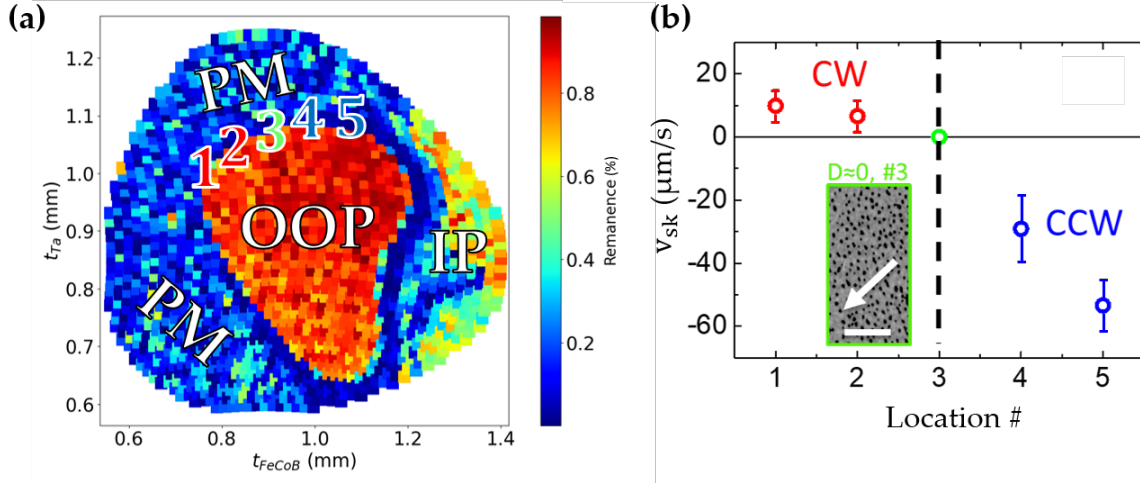 (a)
1.2
1.1
1.0
0.9
0.8
0.7
0.6
t_Ta (mm)
0.6
0.8
1.0
1.2
1.4
t_FeCoB (mm)
PM
1 2 3 4 5
OOP
IP
PM
0.8
0.6
0.4
0.2
Remanence (%)
(b)
20
0
-20
-40
-60
v_sk (μm/s)
CW
D≈0, #3
CCW
1
2
3
4
5
Location #